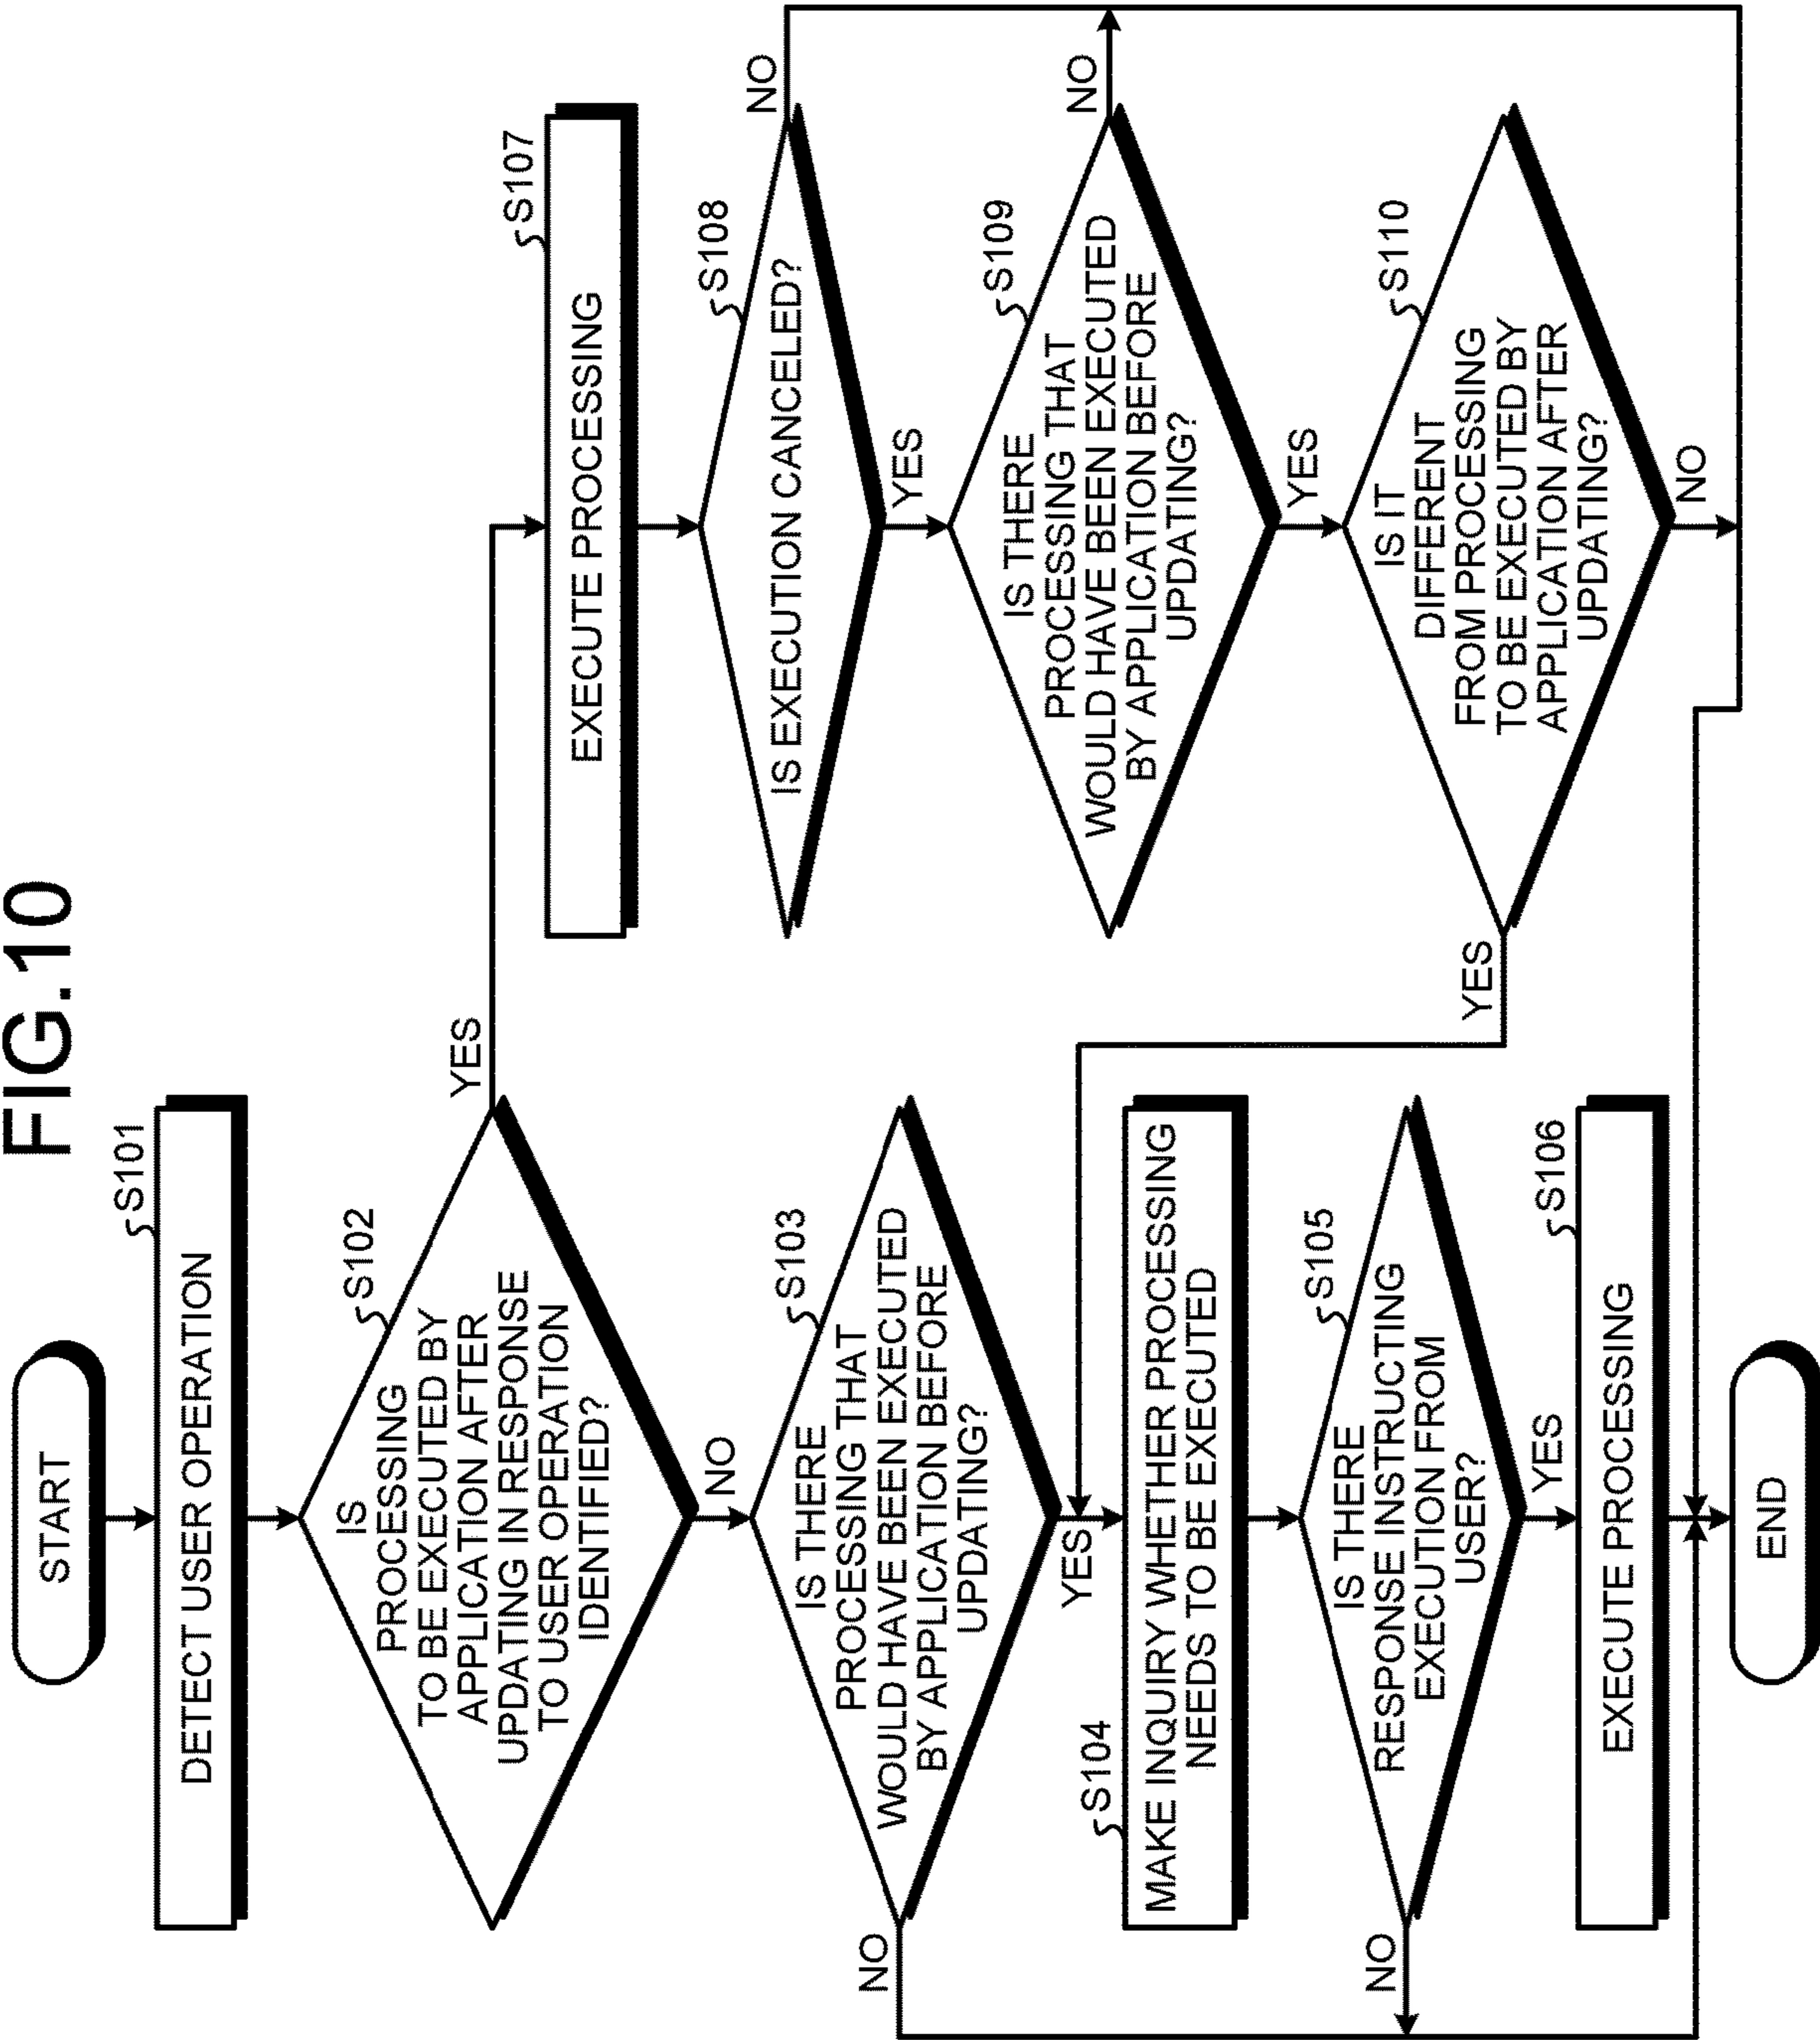 FIG.10
START
S101
DETECT USER OPERATION
S102
IS
PROCESSING
TO BE EXECUTED BY
APPLICATION AFTER
UPDATING IN RESPONSE
TO USER OPERATION
IDENTIFIED?
YES
NO
S103
IS THERE
PROCESSING THAT
WOULD HAVE BEEN EXECUTED
BY APPLICATION BEFORE
UPDATING?
NO
YES
S104
MAKE INQUIRY WHETHER PROCESSING
NEEDS TO BE EXECUTED
S105
IS THERE
RESPONSE INSTRUCTING
EXECUTION FROM
USER?
NO
YES
S106
EXECUTE PROCESSING
END
S107
EXECUTE PROCESSING
S108
IS EXECUTION CANCELED?
NO
YES
S109
IS THERE
PROCESSING THAT
WOULD HAVE BEEN EXECUTED
BY APPLICATION BEFORE
UPDATING?
NO
YES
S110
IS IT
DIFFERENT
FROM PROCESSING
TO BE EXECUTED BY
APPLICATION AFTER
UPDATING?
YES
NO